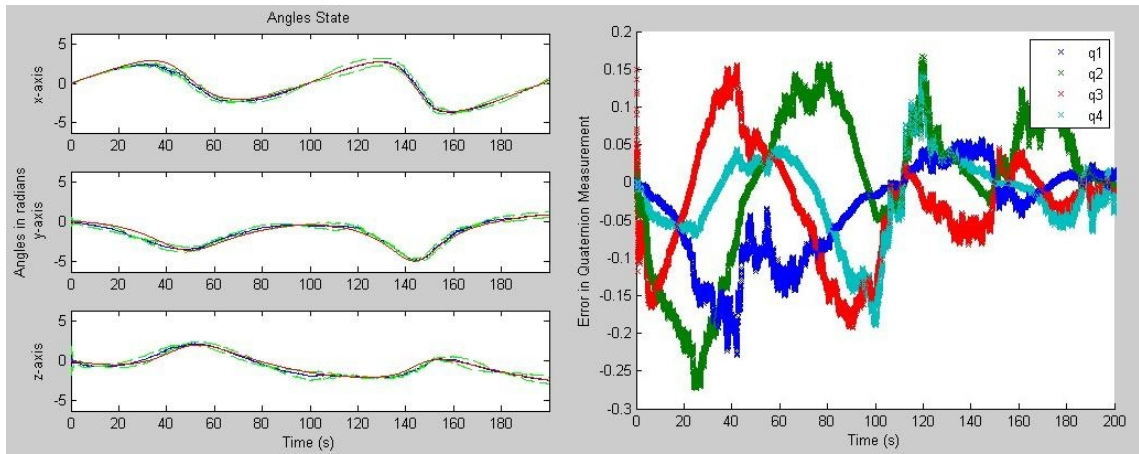 Angles State
x-axis
5
0
-5
0 20 40 60 80 100 120 140 160 180
Angles in radians
y-axis
5
0
-5
0 20 40 60 80 100 120 140 160 180
z-axis
5
0
-5
0 20 40 60 80 100 120 140 160 180
Time (s)
Error in Quaternion Measurement
0.2
0.15
0.1
0.05
0
-0.05
-0.1
-0.15
-0.2
-0.25
-0.3
0 20 40 60 80 100 120 140 160 180 200
Time (s)
q1
q2
q3
q4